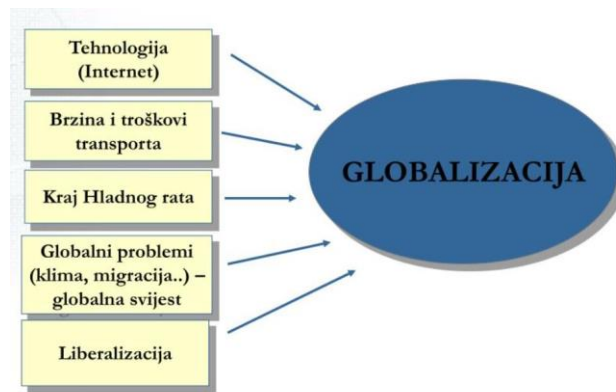 Tehnologija
(Internet)
Brzina i troškovi
transporta
Kraj Hladnog rata
Globalni problemi
(klima, migracija..) –
globalna svijest
Liberalizacija
GLOBALIZACIJA